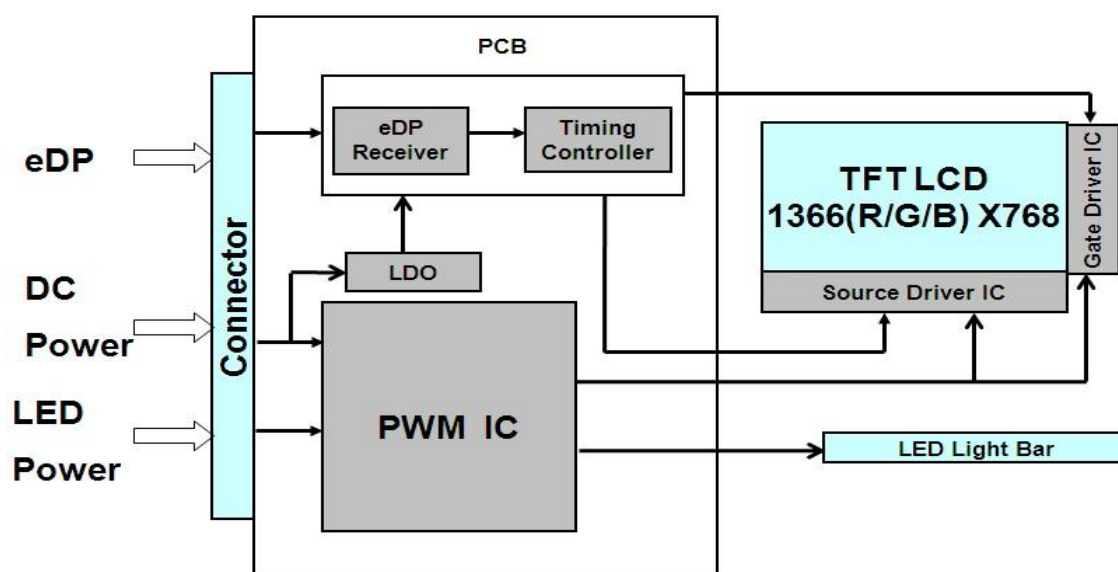 PCB
eDP
Receiver
Timing
Controller
eDP
Connector
TFT LCD
1366(R/G/B) X768
Gate Driver IC
LDO
DC
Power
Source Driver IC
LED
Power
PWM IC
LED Light Bar